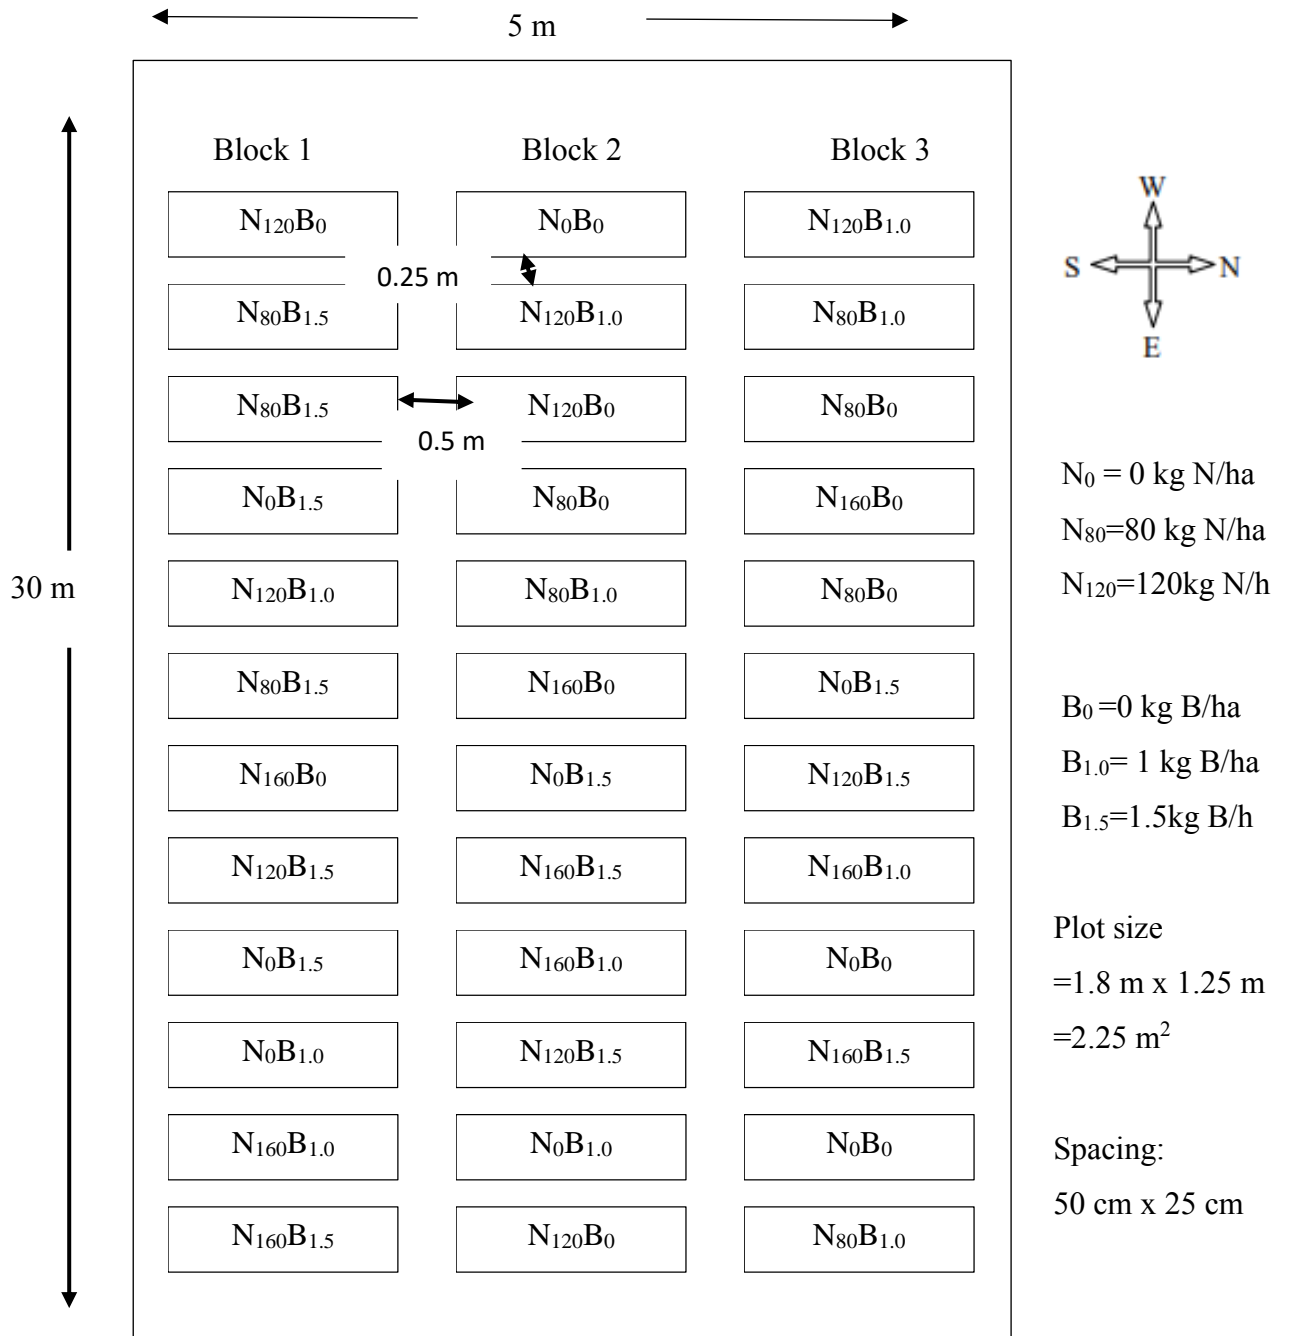 5 m
Block 1 Block 2 Block 3
N₁₂₀B₀ N₀B₀ N₁₂₀B₁.₀
0.25 m
N₈₀B₁.₅ N₁₂₀B₁.₀ N₈₀B₁.₀
N₈₀B₁.₅ N₁₂₀B₀ N₈₀B₀
0.5 m
N₀B₁.₅ N₈₀B₀ N₁₆₀B₀
N₁₂₀B₁.₀ N₈₀B₁.₀ N₈₀B₀
30 m
N₈₀B₁.₅ N₁₆₀B₀ N₀B₁.₅
N₁₆₀B₀ N₀B₁.₅ N₁₂₀B₁.₅
N₁₂₀B₁.₅ N₁₆₀B₁.₅ N₁₆₀B₁.₀
N₀B₁.₅ N₁₆₀B₁.₀ N₀B₀
N₀B₁.₀ N₁₂₀B₁.₅ N₁₆₀B₁.₅
N₁₆₀B₁.₀ N₀B₁.₀ N₀B₀
N₁₆₀B₁.₅ N₁₂₀B₀ N₈₀B₁.₀
W
S N
E
N₀ = 0 kg N/ha
N₈₀=80 kg N/ha
N₁₂₀=120kg N/h
B₀ =0 kg B/ha
B₁.₀= 1 kg B/ha
B₁.₅=1.5kg B/h
Plot size
=1.8 m x 1.25 m
=2.25 m²
Spacing:
50 cm x 25 cm